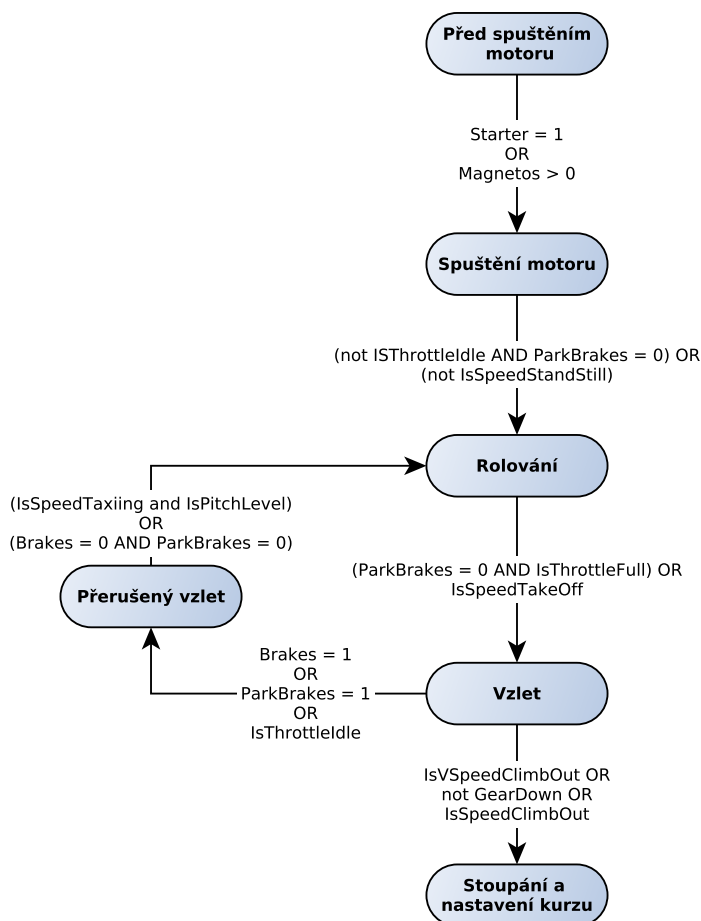 Před spuštěním
motoru
Starter = 1
OR
Magnetos > 0
Spuštění motoru
(not ISThrottleIdle AND ParkBrakes = 0) OR
(not IsSpeedStandStill)
Rolování
(IsSpeedTaxiing and IsPitchLevel)
OR
(Brakes = 0 AND ParkBrakes = 0)
(ParkBrakes = 0 AND IsThrottleFull) OR
IsSpeedTakeOff
Přerušený vzlet
Brakes = 1
OR
ParkBrakes = 1
OR
IsThrottleIdle
Vzlet
IsVSpeedClimbOut OR
not GearDown OR
IsSpeedClimbOut
Stoupání a
nastavení kurzu